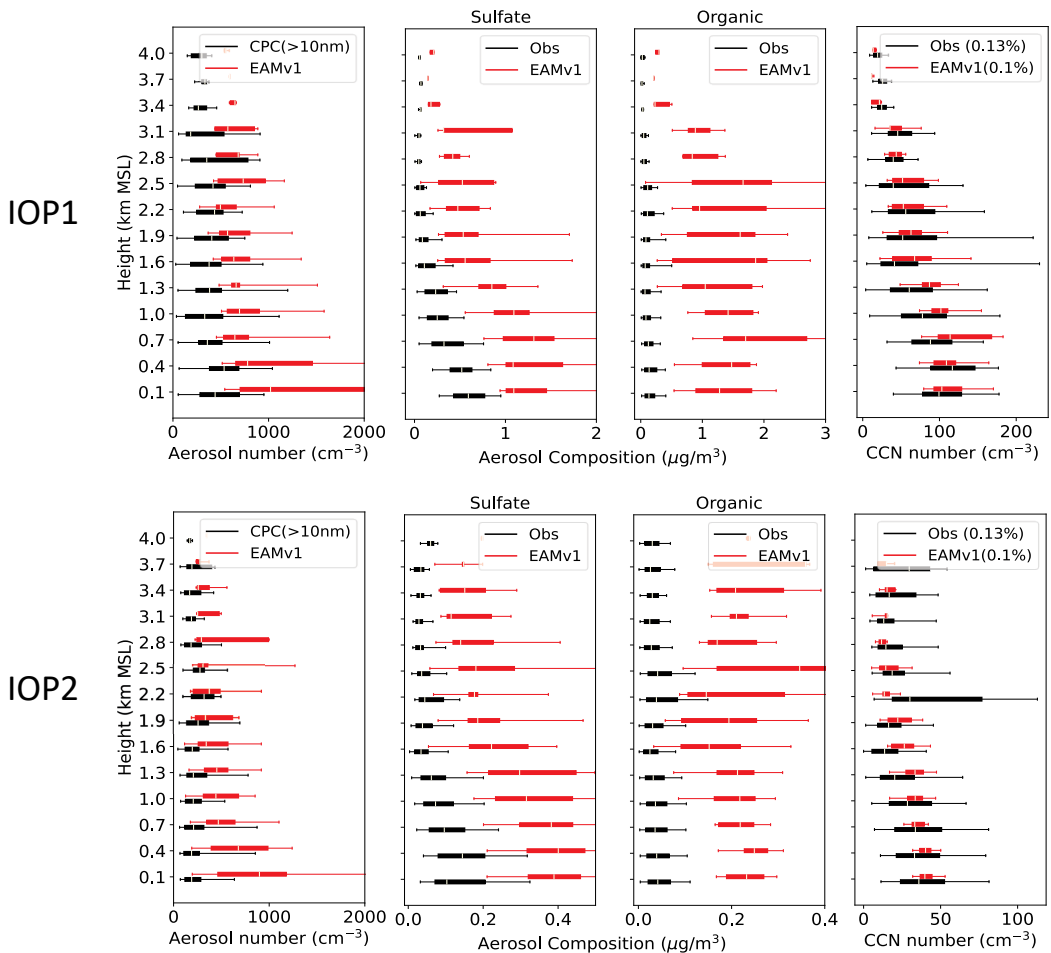 Sulfate
Organic
CPC(>10nm)
EAMv1
Obs
EAMv1
Obs
EAMv1
Obs (0.13%)
EAMv1(0.1%)
IOP1
Height (km MSL)
4.0
3.7
3.4
3.1
2.8
2.5
2.2
1.9
1.6
1.3
1.0
0.7
0.4
0.1
0
1000
2000
0
1
2
0
1
2
3
0
100
200
Aerosol number (cm⁻³)
Aerosol Composition (μg/m³)
CCN number (cm⁻³)
Sulfate
Organic
CPC(>10nm)
EAMv1
Obs
EAMv1
Obs
EAMv1
Obs (0.13%)
EAMv1(0.1%)
IOP2
Height (km MSL)
4.0
3.7
3.4
3.1
2.8
2.5
2.2
1.9
1.6
1.3
1.0
0.7
0.4
0.1
0
1000
2000
0.0
0.2
0.4
0.0
0.2
0.4
0
50
100
Aerosol number (cm⁻³)
Aerosol Composition (μg/m³)
CCN number (cm⁻³)